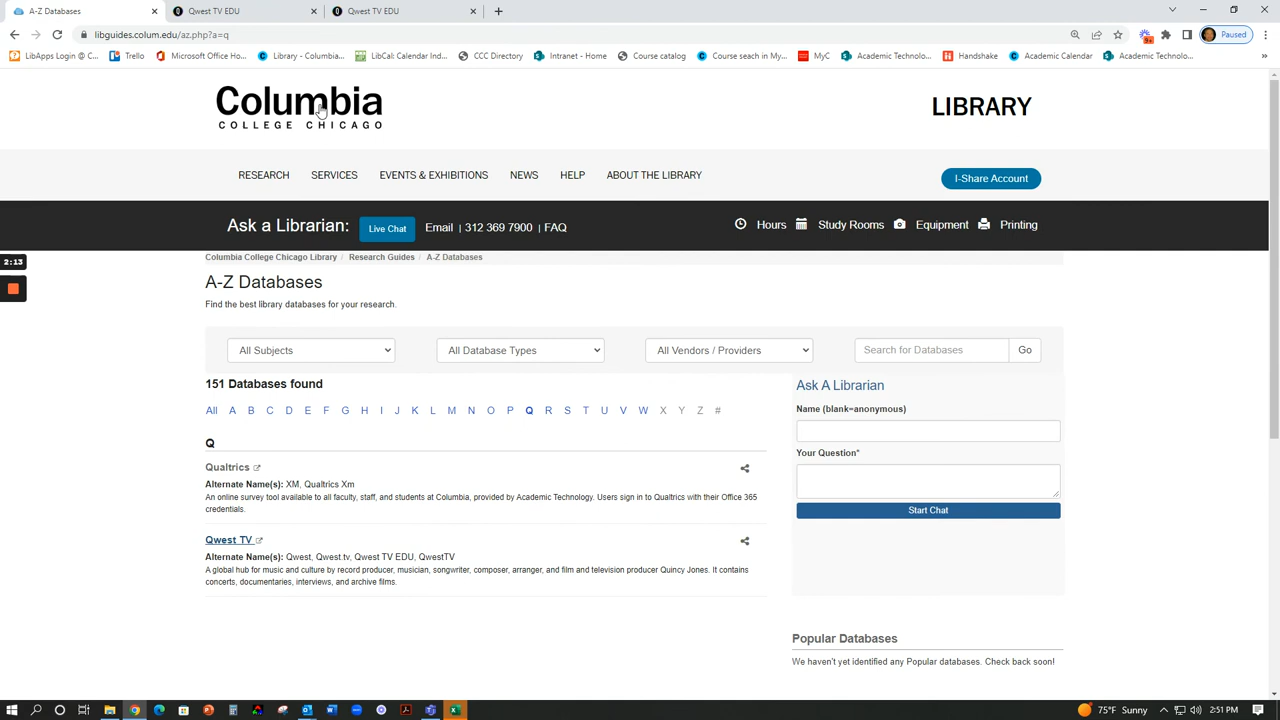 A-Z Databases
Qwest TV EDU
Qwest TV EDU
libguides.colum.edu/az.php?a=q
Paused
LibApps Login @ C...
Trello
Microsoft Office Ho...
Library - Columbia...
LibCal: Calendar Ind...
CCC Directory
Intranet - Home
Course catalog
Course seach in My...
MyC
Academic Technolo...
Handshake
Academic Calendar
Academic Technolo...
»
Columbia
COLLEGE CHICAGO
LIBRARY
RESEARCH
SERVICES
EVENTS & EXHIBITIONS
NEWS
HELP
ABOUT THE LIBRARY
I-Share Account
Ask a Librarian:
Live Chat
Email | 312 369 7900 | FAQ
Hours
Study Rooms
Equipment
Printing
2:13
Columbia College Chicago Library / Research Guides / A-Z Databases
A-Z Databases
Find the best library databases for your research.
All Subjects
All Database Types
All Vendors / Providers
Search for Databases
Go
151 Databases found
All A B C D E F G H I J K L M N O P Q R S T U V W X Y Z #
Q
Qualtrics
Alternate Name(s): XM, Qualtrics Xm
An online survey tool available to all faculty, staff, and students at Columbia, provided by Academic Technology. Users sign in to Qualtrics with their Office 365
credentials.
Qwest TV
Alternate Name(s): Qwest, Qwest.tv, Qwest TV EDU, QwestTV
A global hub for music and culture by record producer, musician, songwriter, composer, arranger, and film and television producer Quincy Jones. It contains
concerts, documentaries, interviews, and archive films.
Ask A Librarian
Name (blank=anonymous)
Your Question*
Start Chat
Popular Databases
We haven't yet identified any Popular databases. Check back soon!
75°F Sunny
2:51 PM